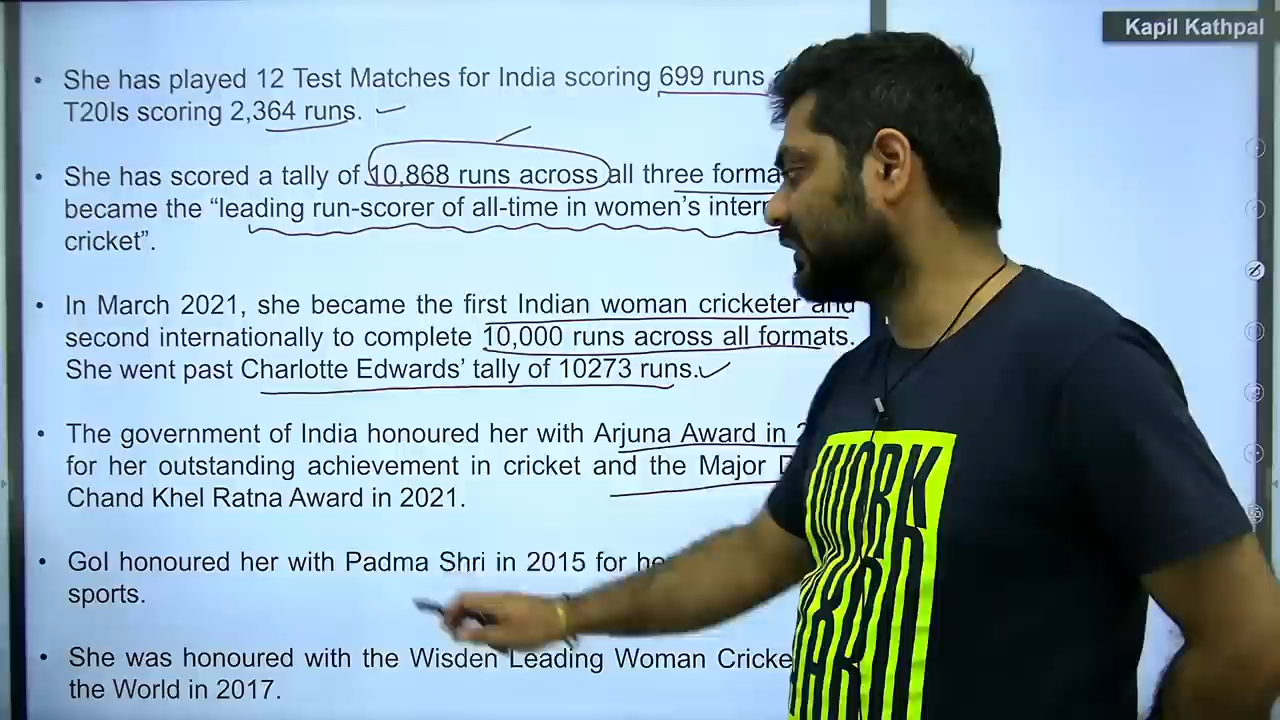 Kapil Kathpal
• She has played 12 Test Matches for India scoring 699 runs
T20Is scoring 2,364 runs.
• She has scored a tally of 10,868 runs across all three
became the “leading run-scorer of all-time in women’s
cricket”.
• In March 2021, she became the first Indian woman cricketer and
second internationally to complete 10,000 runs across all formats.
She went past Charlotte Edwards’ tally of 10273 runs.
• The government of India honoured her with Arjuna Award in
for her outstanding achievement in cricket and the Major
Chand Khel Ratna Award in 2021.
• GoI honoured her with Padma Shri in 2015 for
sports.
• She was honoured with the Wisden Leading Woman
the World in 2017.
WORK